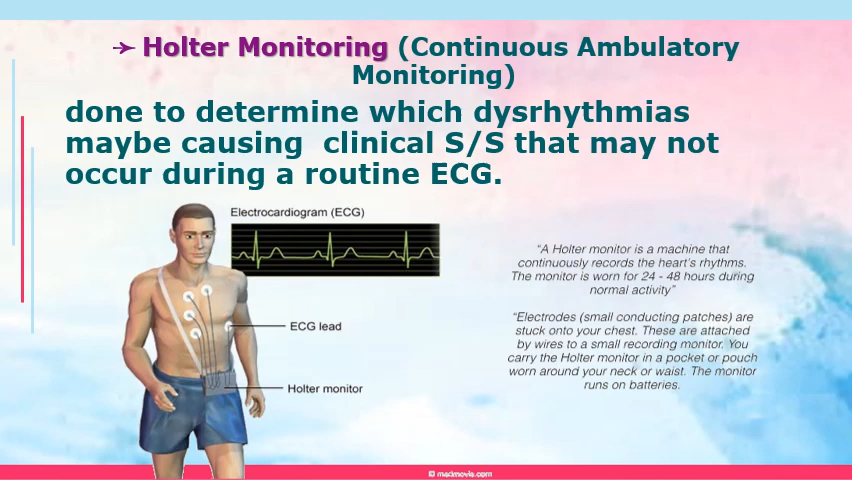 ➛ Holter Monitoring (Continuous Ambulatory
Monitoring)
done to determine which dysrhythmias
maybe causing  clinical S/S that may not
occur during a routine ECG.
Electrocardiogram (ECG)
ECG lead
Holter monitor
“A Holter monitor is a machine that
continuously records the heart’s rhythms.
The monitor is worn for 24 - 48 hours during
normal activity”
“Electrodes (small conducting patches) are
stuck onto your chest. These are attached
by wires to a small recording monitor. You
carry the Holter monitor in a pocket or pouch
worn around your neck or waist. The monitor
runs on batteries.